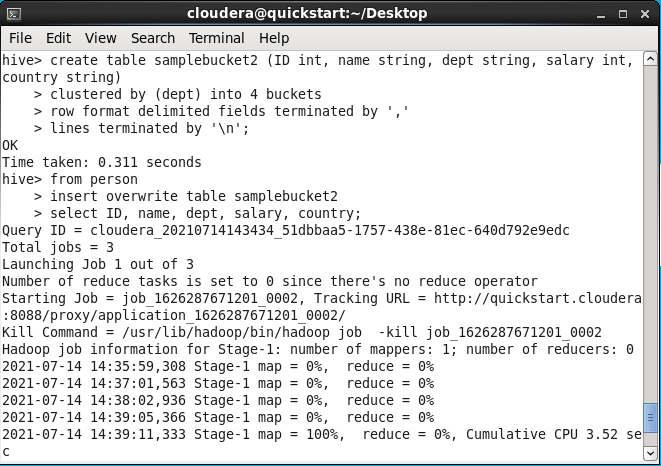 cloudera@quickstart:~/Desktop
File Edit View Search Terminal Help
hive> create table samplebucket2 (ID int, name string, dept string, salary int,
country string)
    > clustered by (dept) into 4 buckets
    > row format delimited fields terminated by ','
    > lines terminated by '\n';
OK
Time taken: 0.311 seconds
hive> from person
    > insert overwrite table samplebucket2
    > select ID, name, dept, salary, country;
Query ID = cloudera_20210714143434_51dbbaa5-1757-438e-81ec-640d792e9edc
Total jobs = 3
Launching Job 1 out of 3
Number of reduce tasks is set to 0 since there's no reduce operator
Starting Job = job_1626287671201_0002, Tracking URL = http://quickstart.cloudera
:8088/proxy/application_1626287671201_0002/
Kill Command = /usr/lib/hadoop/bin/hadoop job  -kill job_1626287671201_0002
Hadoop job information for Stage-1: number of mappers: 1; number of reducers: 0
2021-07-14 14:35:59,308 Stage-1 map = 0%,  reduce = 0%
2021-07-14 14:37:01,563 Stage-1 map = 0%,  reduce = 0%
2021-07-14 14:38:02,936 Stage-1 map = 0%,  reduce = 0%
2021-07-14 14:39:05,366 Stage-1 map = 0%,  reduce = 0%
2021-07-14 14:39:11,333 Stage-1 map = 100%,  reduce = 0%, Cumulative CPU 3.52 se
c